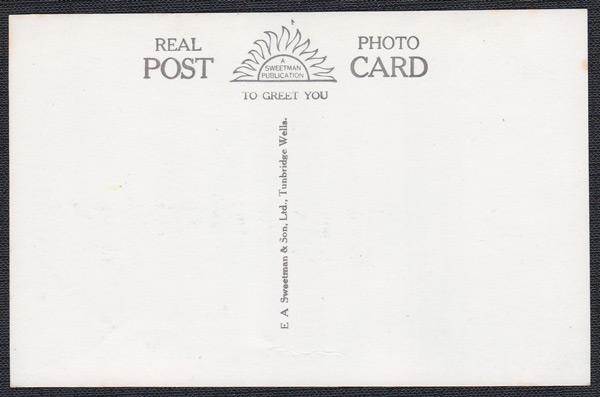 REAL PHOTO
POST CARD
A
SWEETMAN
PUBLICATION
TO GREET YOU
E A Sweetman & Son, Ltd., Tunbridge Wells.